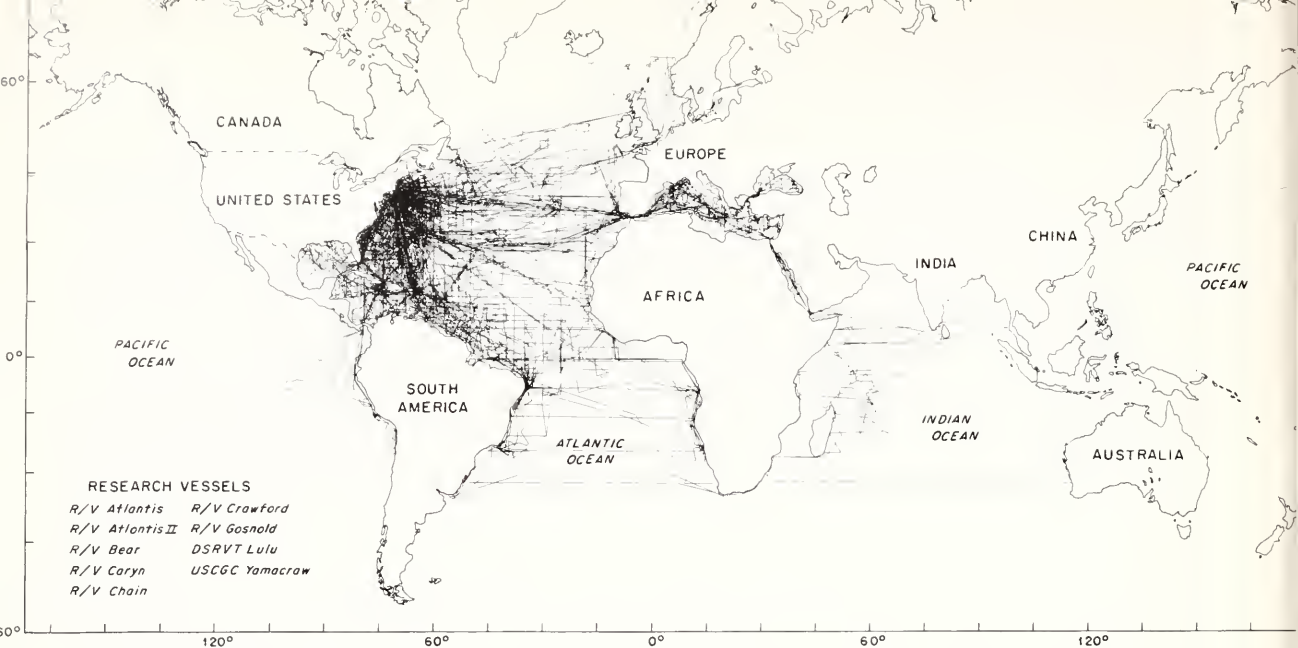 60°
CANADA
EUROPE
UNITED STATES
CHINA
INDIA
PACIFIC
OCEAN
AFRICA
PACIFIC
OCEAN
0°
SOUTH
AMERICA
INDIAN
OCEAN
ATLANTIC
OCEAN
AUSTRALIA
RESEARCH VESSELS
R/V Atlantis R/V Crawford
R/V Atlantis II R/V Gosnold
R/V Bear DSRVT Lulu
R/V Caryn USCGC Yamacraw
R/V Chain
60°
120° 60° 0° 60° 120°